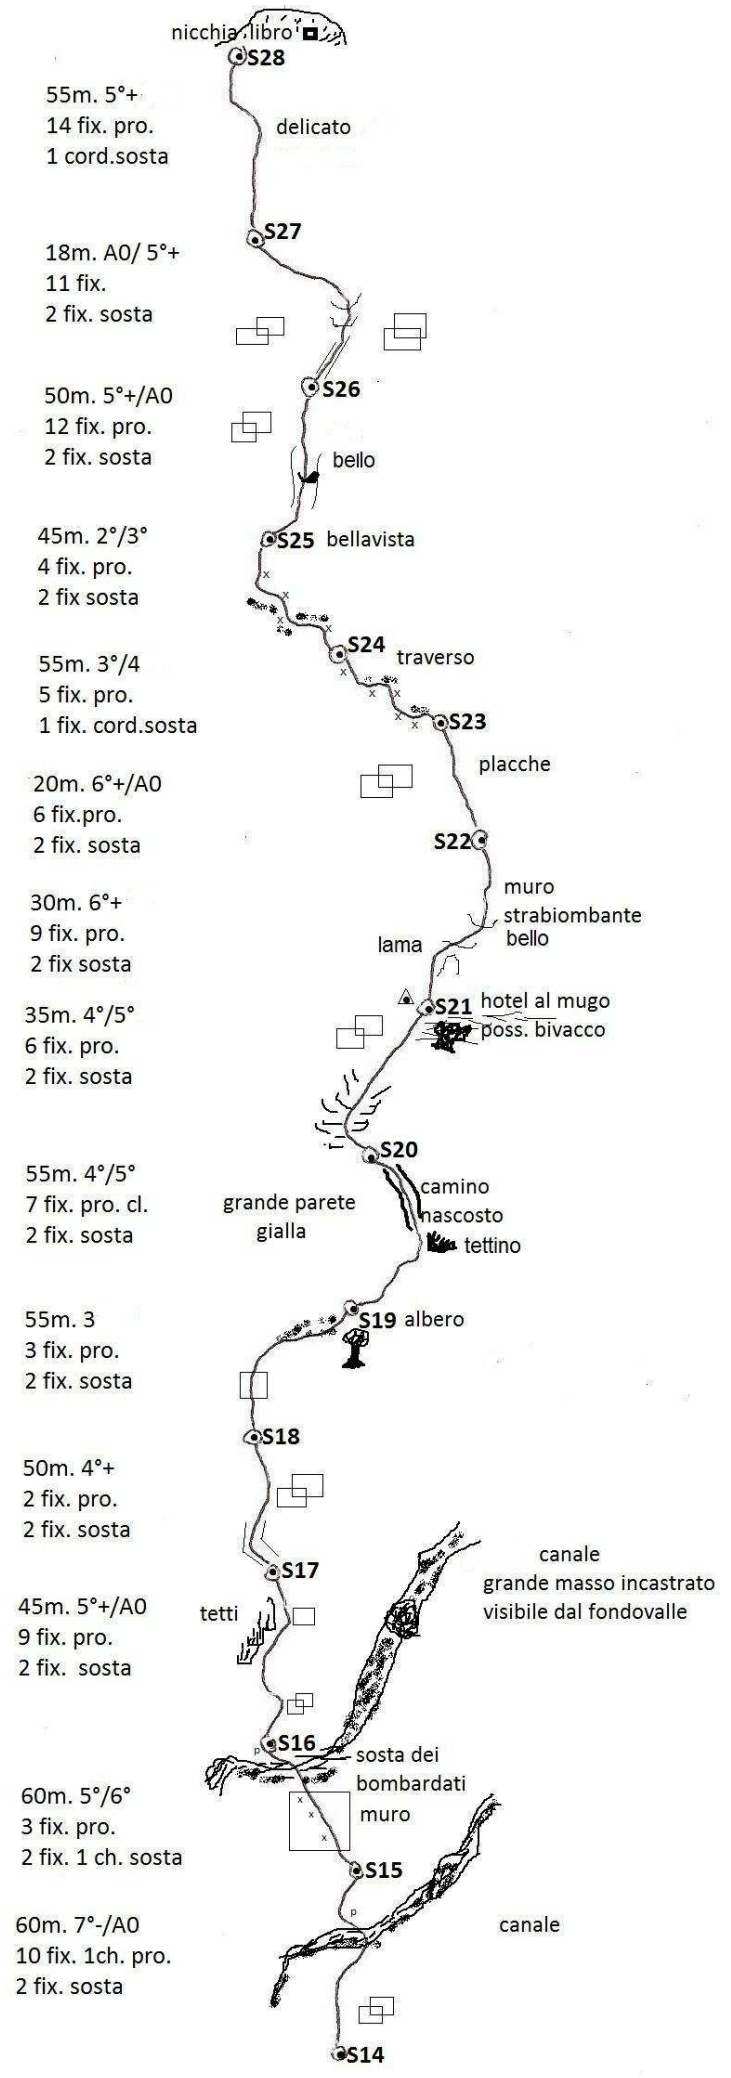 nicchia libro
S28
55m. 5°+
14 fix. pro.
1 cord.sosta
delicato
S27
18m. A0/ 5°+
11 fix.
2 fix. sosta
S26
50m. 5°+/A0
12 fix. pro.
2 fix. sosta
bello
S25 bellavista
45m. 2°/3°
4 fix. pro.
2 fix sosta
x
x
x
x
x
S24
traverso
55m. 3°/4
5 fix. pro.
1 fix. cord.sosta
x
x
x
x
x
S23
placche
20m. 6°+/A0
6 fix.pro.
2 fix. sosta
S22
muro
strabiombante
bello
30m. 6°+
9 fix. pro.
2 fix sosta
lama
S21 hotel al mugo
poss. bivacco
35m. 4°/5°
6 fix. pro.
2 fix. sosta
S20
55m. 4°/5°
7 fix. pro. cl.
2 fix. sosta
grande parete
gialla
camino
nascosto
tettino
S19 albero
55m. 3
3 fix. pro.
2 fix. sosta
S18
50m. 4°+
2 fix. pro.
2 fix. sosta
S17
canale
grande masso incastrato
visibile dal fondovalle
45m. 5°+/A0
9 fix. pro.
2 fix. sosta
tetti
S16
p
sosta dei
bombardati
muro
x
x
x
60m. 5°/6°
3 fix. pro.
2 fix. 1 ch. sosta
S15
p
60m. 7°-/A0
10 fix. 1ch. pro.
2 fix. sosta
canale
S14